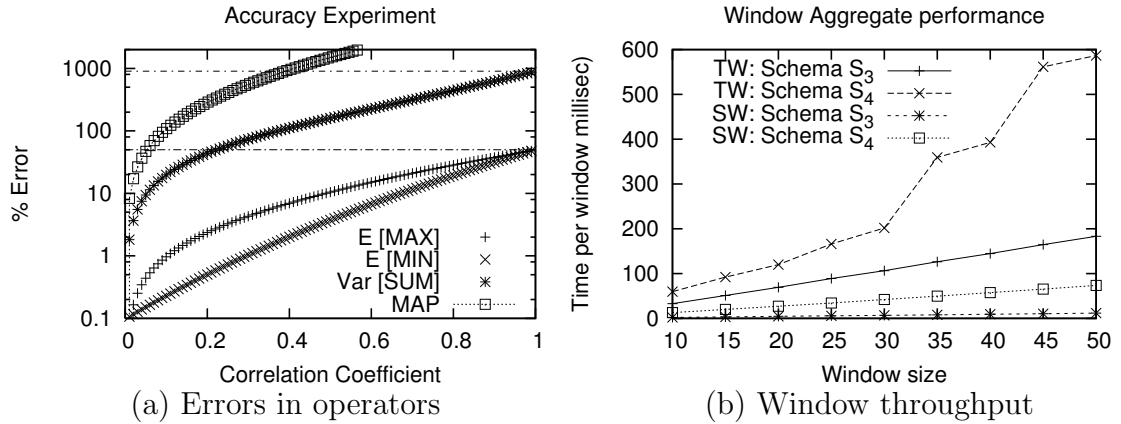 Accuracy Experiment
% Error
1000
100
10
1
0.1
0
0.2
0.4
0.6
0.8
1
E [MAX]
E [MIN]
Var [SUM]
MAP
Correlation Coefficient
(a) Errors in operators
Window Aggregate performance
Time per window millisec)
600
500
400
300
200
100
0
10
15
20
25
30
35
40
45
50
TW: Schema S3
TW: Schema S4
SW: Schema S3
SW: Schema S4
Window size
(b) Window throughput